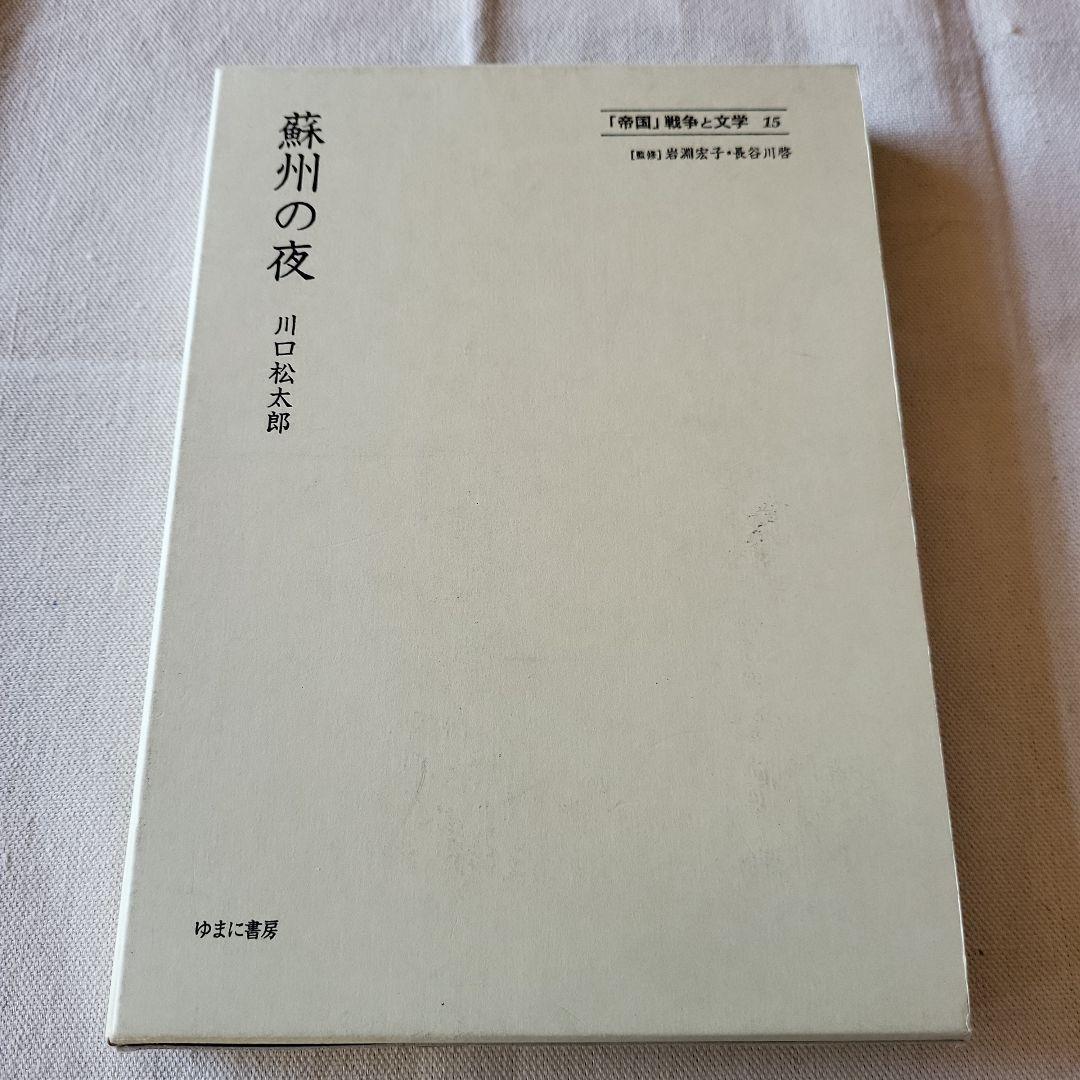 「帝国」戦争と文学 15
[監修] 岩淵宏子・長谷川啓
蘇州の夜
川口松太郎
ゆまに書房